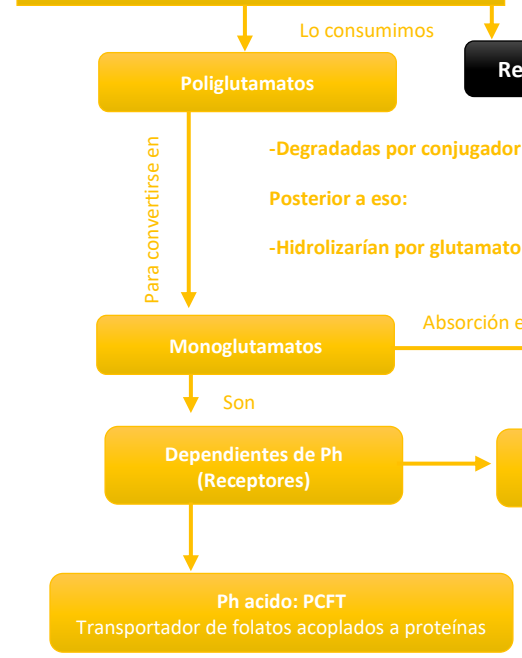 Lo consumimos
Poliglutamatos
Re
Para convertirse en
-Degradadas por conjugador
Posterior a eso:
-Hidrolizarían por glutamato
Absorción e
Monoglutamatos
Son
Dependientes de Ph
(Receptores)
Ph acido: PCFT
Transportador de folatos acoplados a proteínas